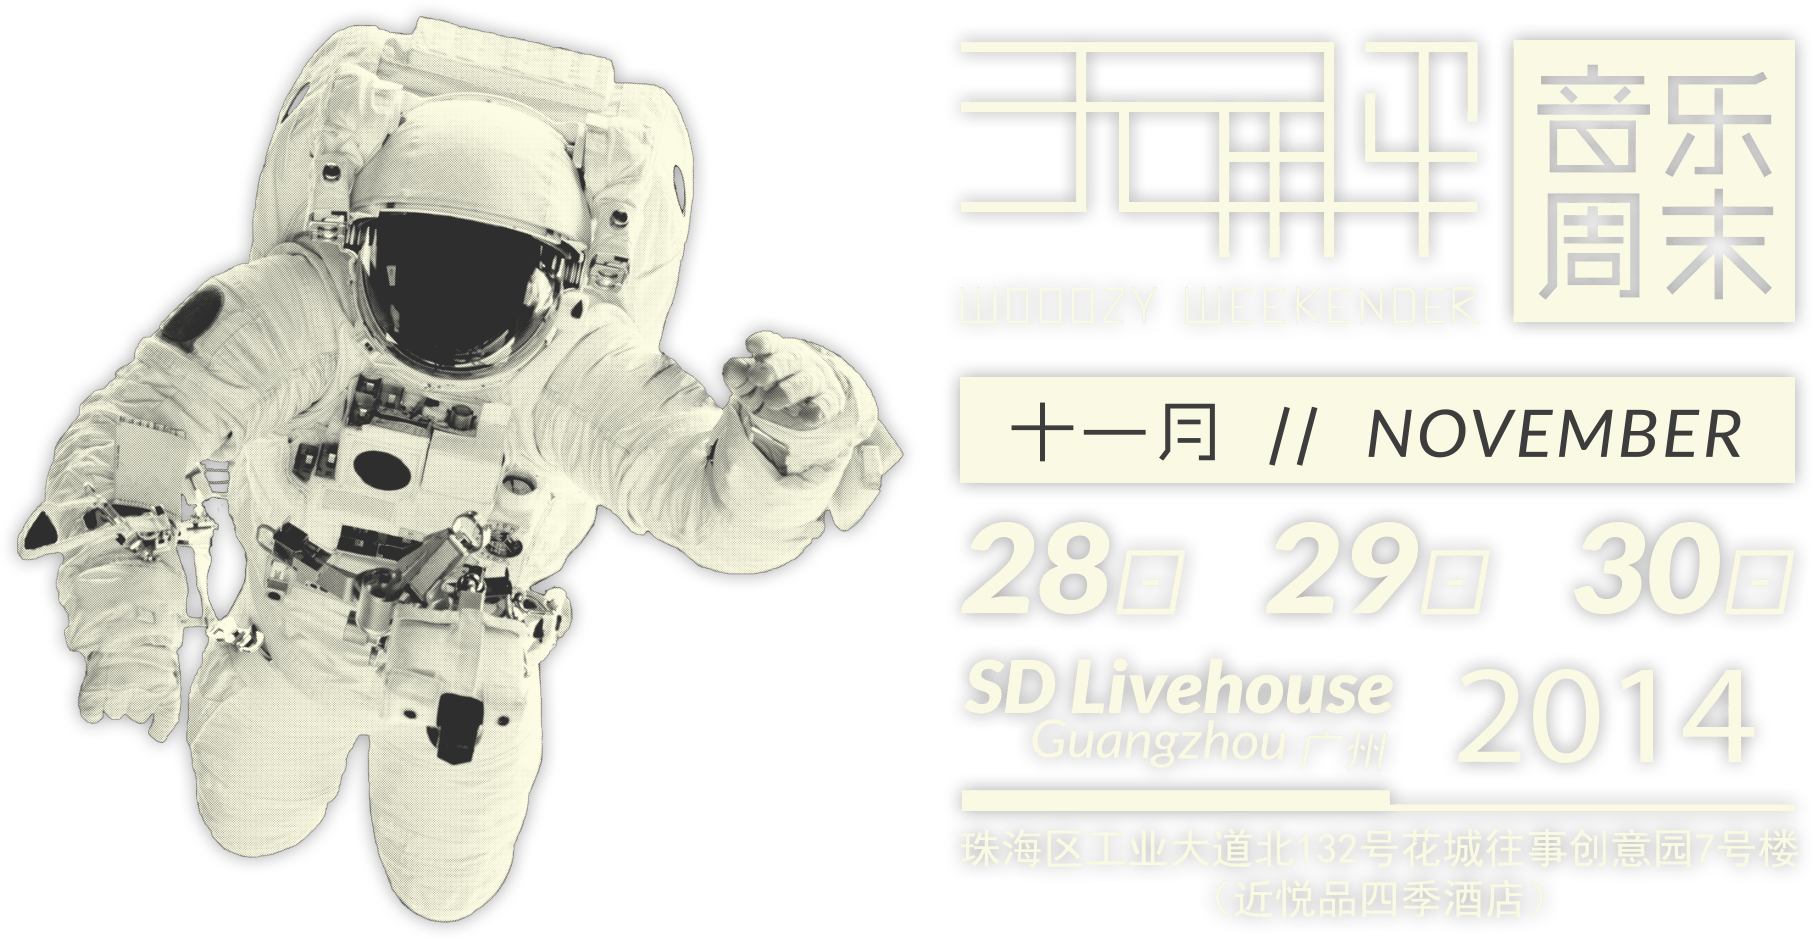 无解
音乐
周末
WOOOZY WEEKENDER
十一月 // NOVEMBER
28日 29日 30日
SD Livehouse
Guangzhou 广州
2014
珠海区工业大道北132号花城往事创意园7号楼
（近悦品四季酒店）